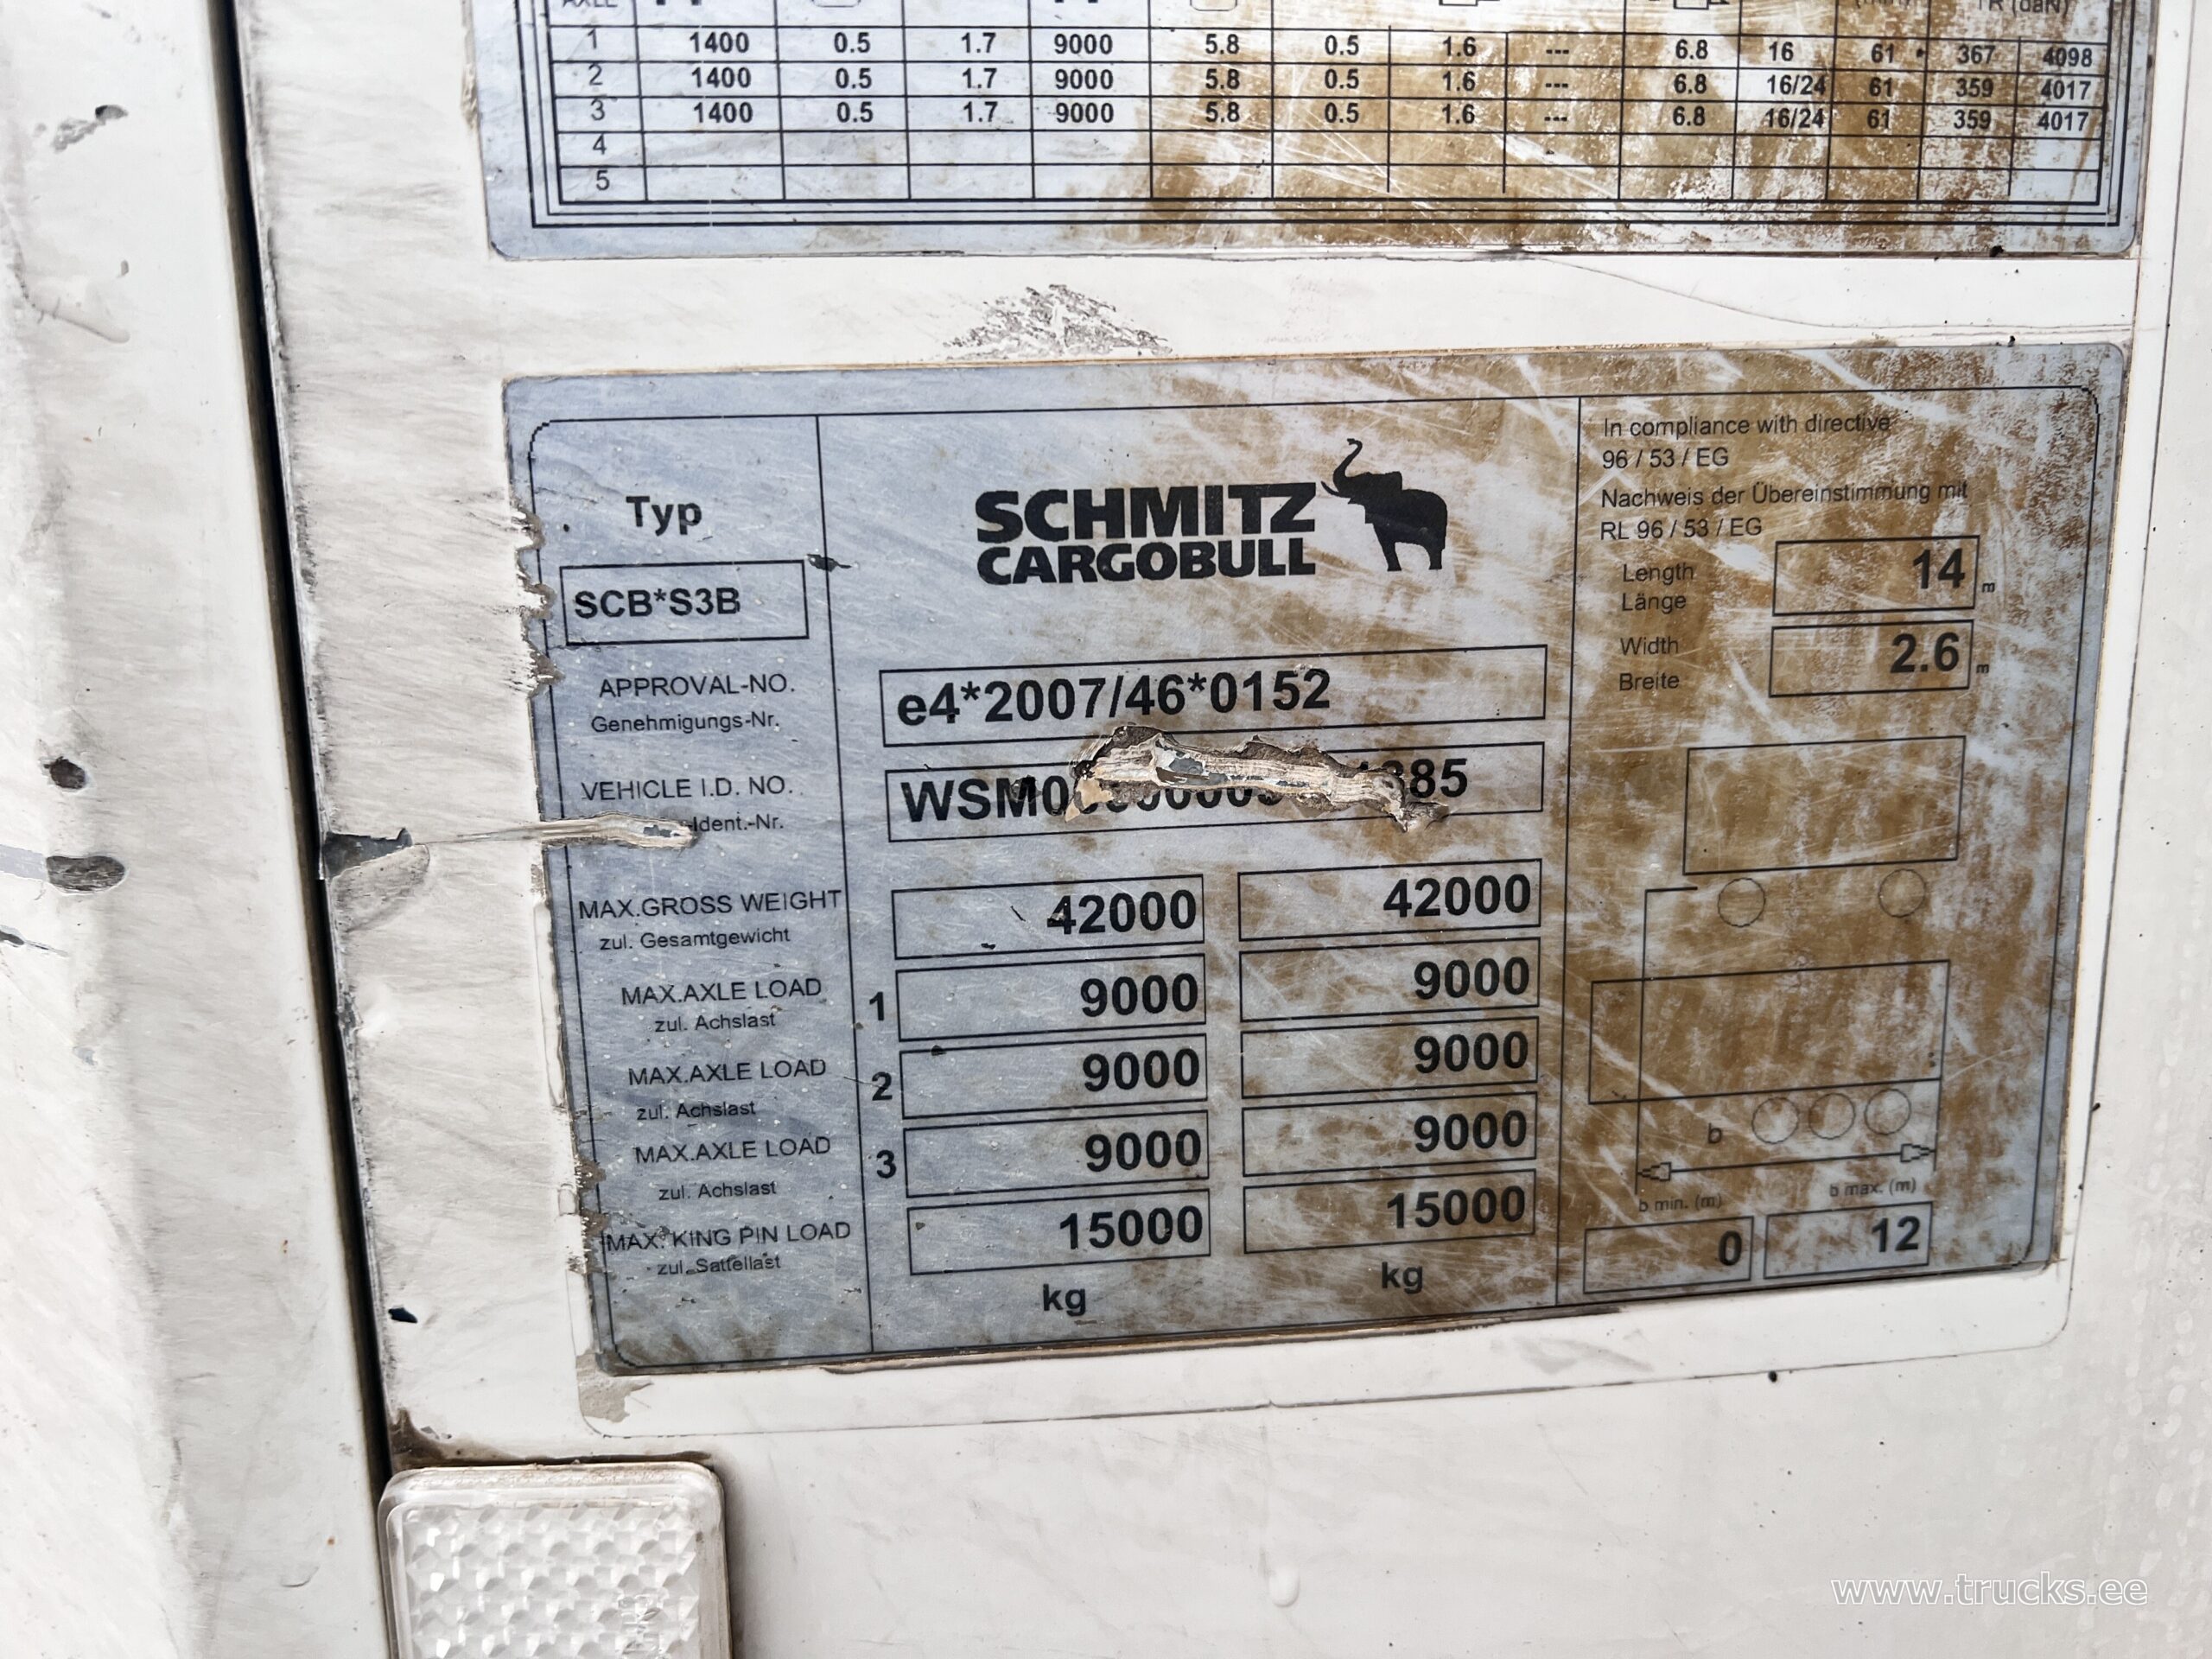 1 1400 0.5 1.7 9000 5.8 0.5 1.6 --- 6.8 16 61 367 4098
2 1400 0.5 1.7 9000 5.8 0.5 1.6 --- 6.8 16/24 61 359 4017
3 1400 0.5 1.7 9000 5.8 0.5 1.6 --- 6.8 16/24 61 359 4017
4
5
Typ
SCB*S3B
SCHMITZ
CARGOBULL
APPROVAL-NO.
Genehmigungs-Nr.
e4*2007/46*0152
VEHICLE I.D. NO.
-Ident.-Nr.
MAX.GROSS WEIGHT
zul. Gesamtgewicht
42000 42000
MAX.AXLE LOAD
zul. Achslast
1 9000 9000
MAX.AXLE LOAD
zul. Achslast
2 9000 9000
MAX.AXLE LOAD
zul. Achslast
3 9000 9000
MAX. KING PIN LOAD
zul. Sattellast
15000 15000
kg kg
In compliance with directive
96 / 53 / EG
Nachweis der Übereinstimmung mit
RL 96 / 53 / EG
Length
Länge
14 m
Width
Breite
2.6 m
b
b min. (m) b max. (m)
0 12
www.trucks.ee